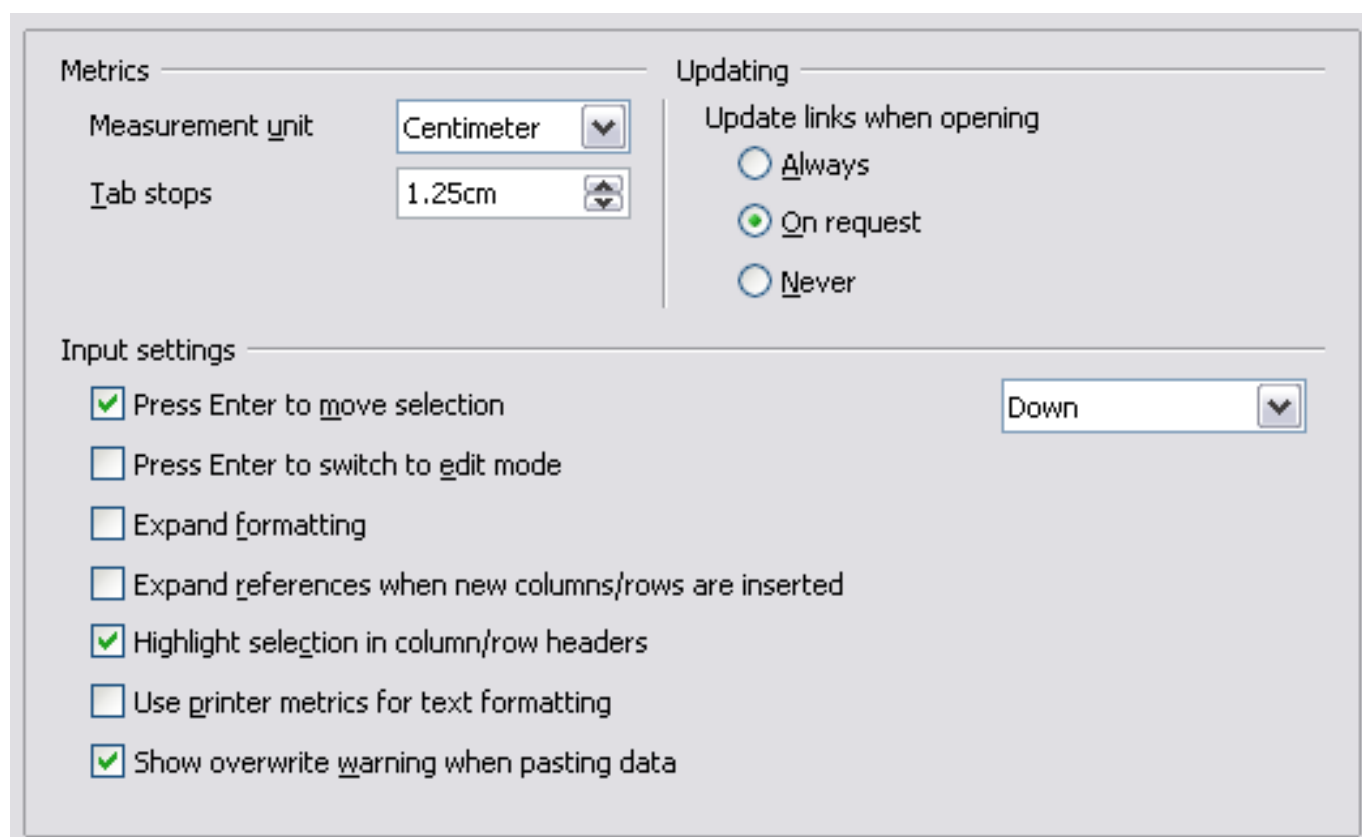 Metrics
Measurement unit
Centimeter
Tab stops
1.25cm
Updating
Update links when opening
Always
On request
Never
Input settings
Press Enter to move selection
Down
Press Enter to switch to edit mode
Expand formatting
Expand references when new columns/rows are inserted
Highlight selection in column/row headers
Use printer metrics for text formatting
Show overwrite warning when pasting data